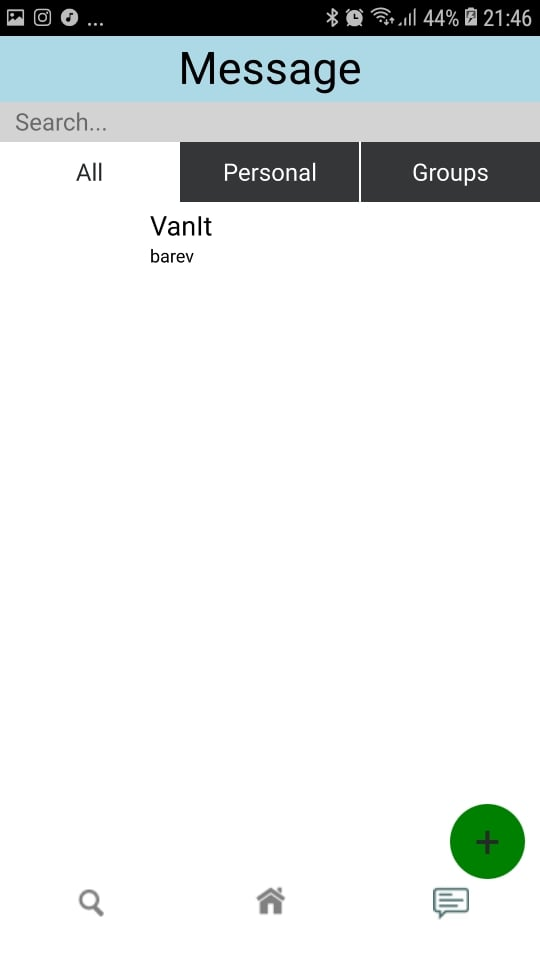 ... 44% 21:46
Message
Search...
All Personal Groups
VanIt
barev